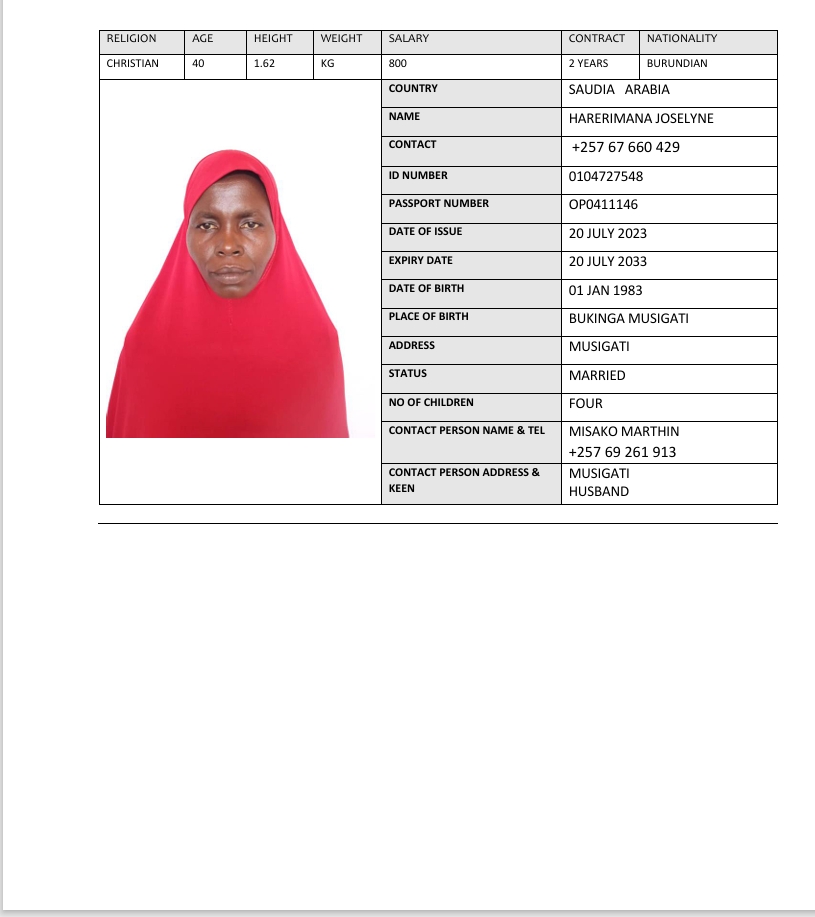 RELIGION AGE HEIGHT WEIGHT SALARY CONTRACT NATIONALITY
CHRISTIAN 40 1.62 KG 800 2 YEARS BURUNDIAN
COUNTRY SAUDIA ARABIA
NAME HARERIMANA JOSELYNE
CONTACT +257 67 660 429
ID NUMBER 0104727548
PASSPORT NUMBER OP0411146
DATE OF ISSUE 20 JULY 2023
EXPIRY DATE 20 JULY 2033
DATE OF BIRTH 01 JAN 1983
PLACE OF BIRTH BUKINGA MUSIGATI
ADDRESS MUSIGATI
STATUS MARRIED
NO OF CHILDREN FOUR
CONTACT PERSON NAME & TEL MISAKO MARTHIN
+257 69 261 913
CONTACT PERSON ADDRESS & MUSIGATI
KEEN HUSBAND